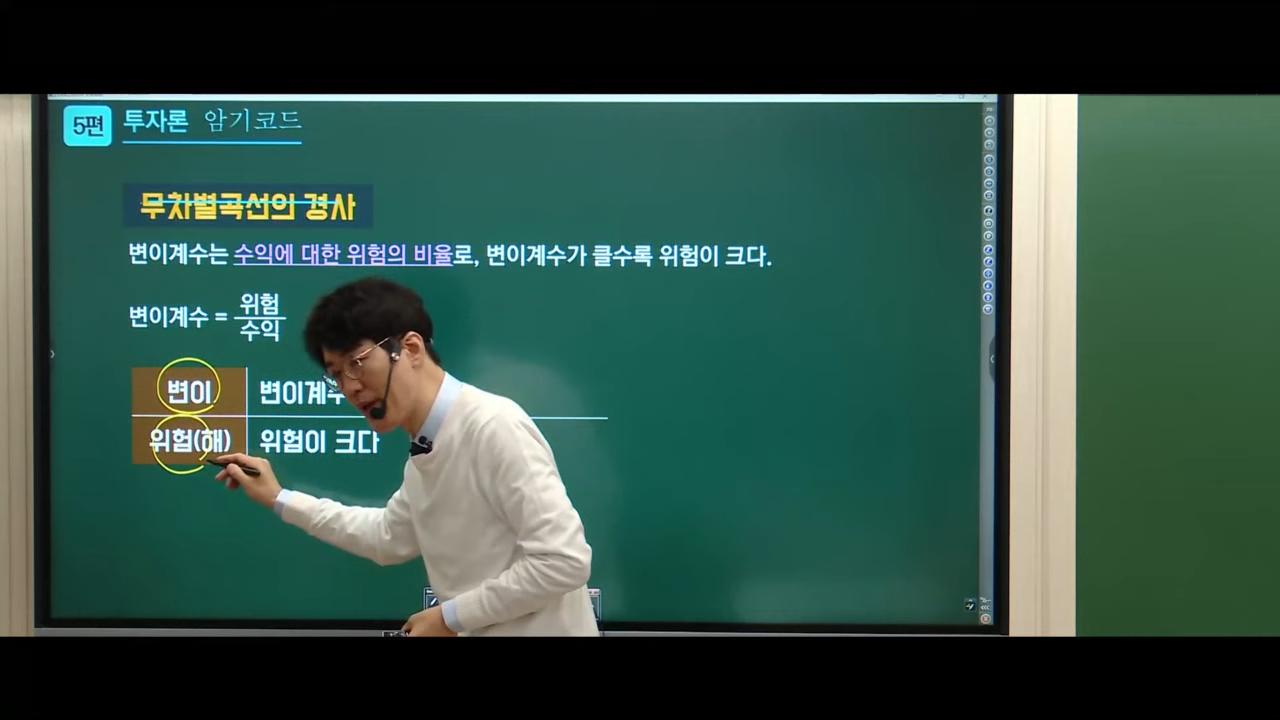 5편 투자론 암기코드
무차별곡선의 경사
변이계수는 수익에 대한 위험의 비율로, 변이계수가 클수록 위험이 크다.
변이계수 = 위험
수익
변이 변이계수
위험(해) 위험이 크다